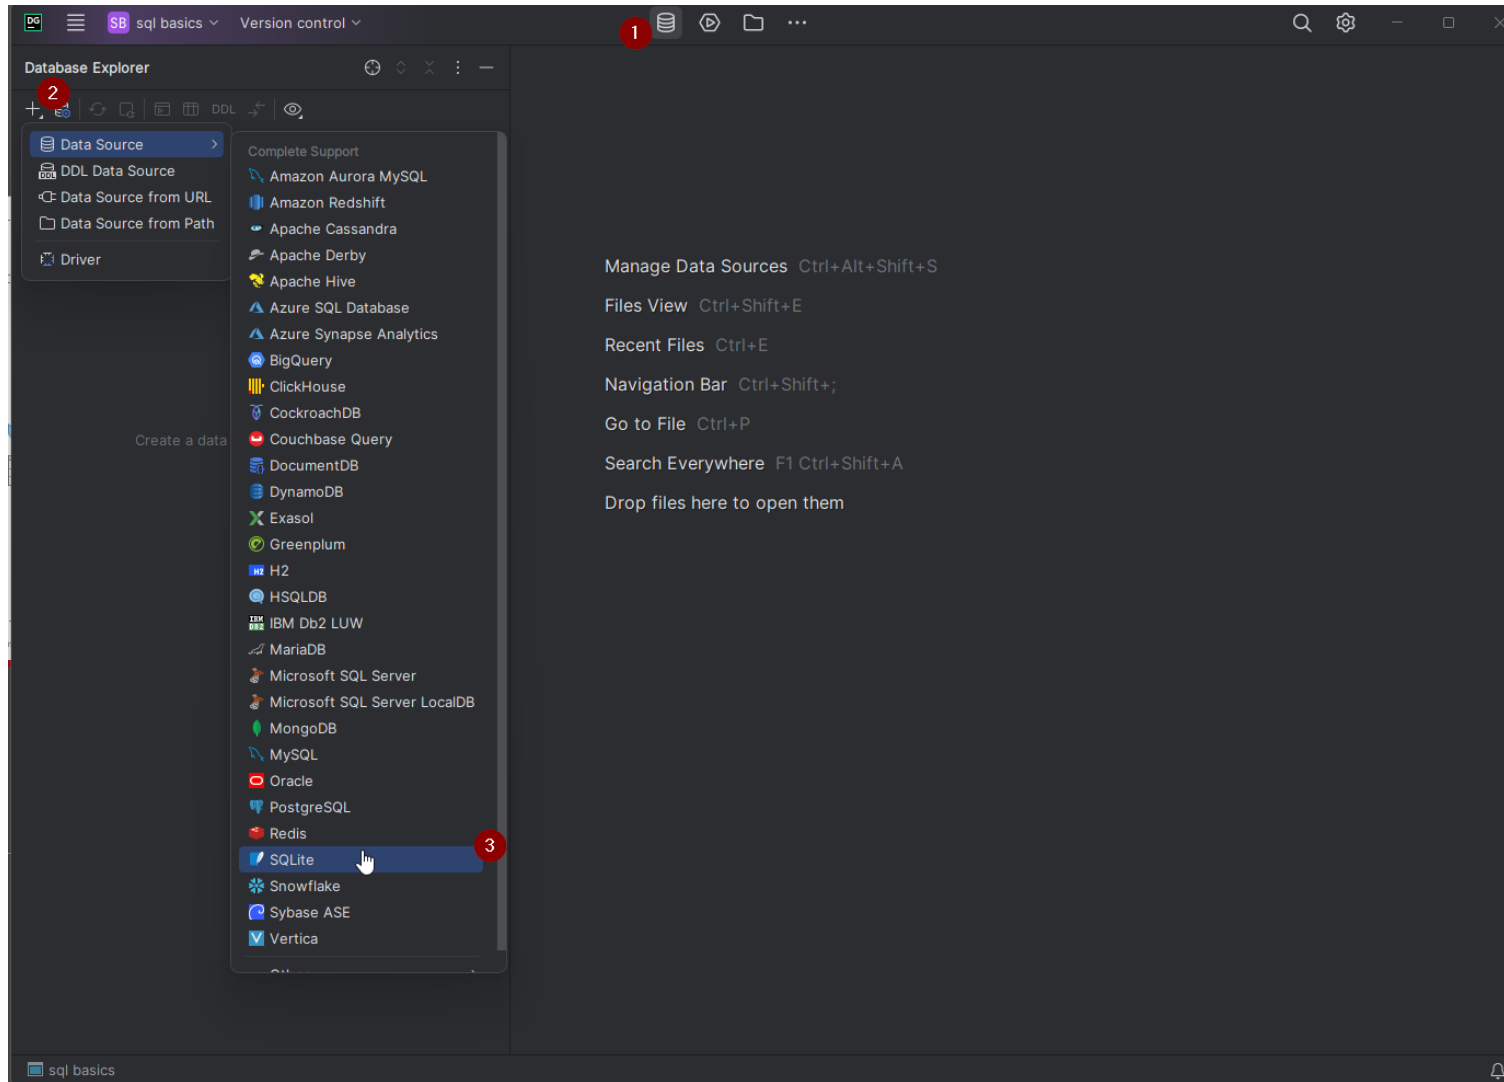 DG SB sql basics Version control
1
Database Explorer
2
DDL
Data Source
DDL Data Source
Data Source from URL
Data Source from Path
Driver
Create a data
Complete Support
Amazon Aurora MySQL
Amazon Redshift
Apache Cassandra
Apache Derby
Apache Hive
Azure SQL Database
Azure Synapse Analytics
BigQuery
ClickHouse
CockroachDB
Couchbase Query
DocumentDB
DynamoDB
Exasol
Greenplum
H2 H2
HSQLDB
IBM DB2 IBM Db2 LUW
MariaDB
Microsoft SQL Server
Microsoft SQL Server LocalDB
MongoDB
MySQL
Oracle
PostgreSQL
Redis
3
SQLite
Snowflake
Sybase ASE
Vertica
Manage Data Sources Ctrl+Alt+Shift+S
Files View Ctrl+Shift+E
Recent Files Ctrl+E
Navigation Bar Ctrl+Shift+;
Go to File Ctrl+P
Search Everywhere F1 Ctrl+Shift+A
Drop files here to open them
sql basics